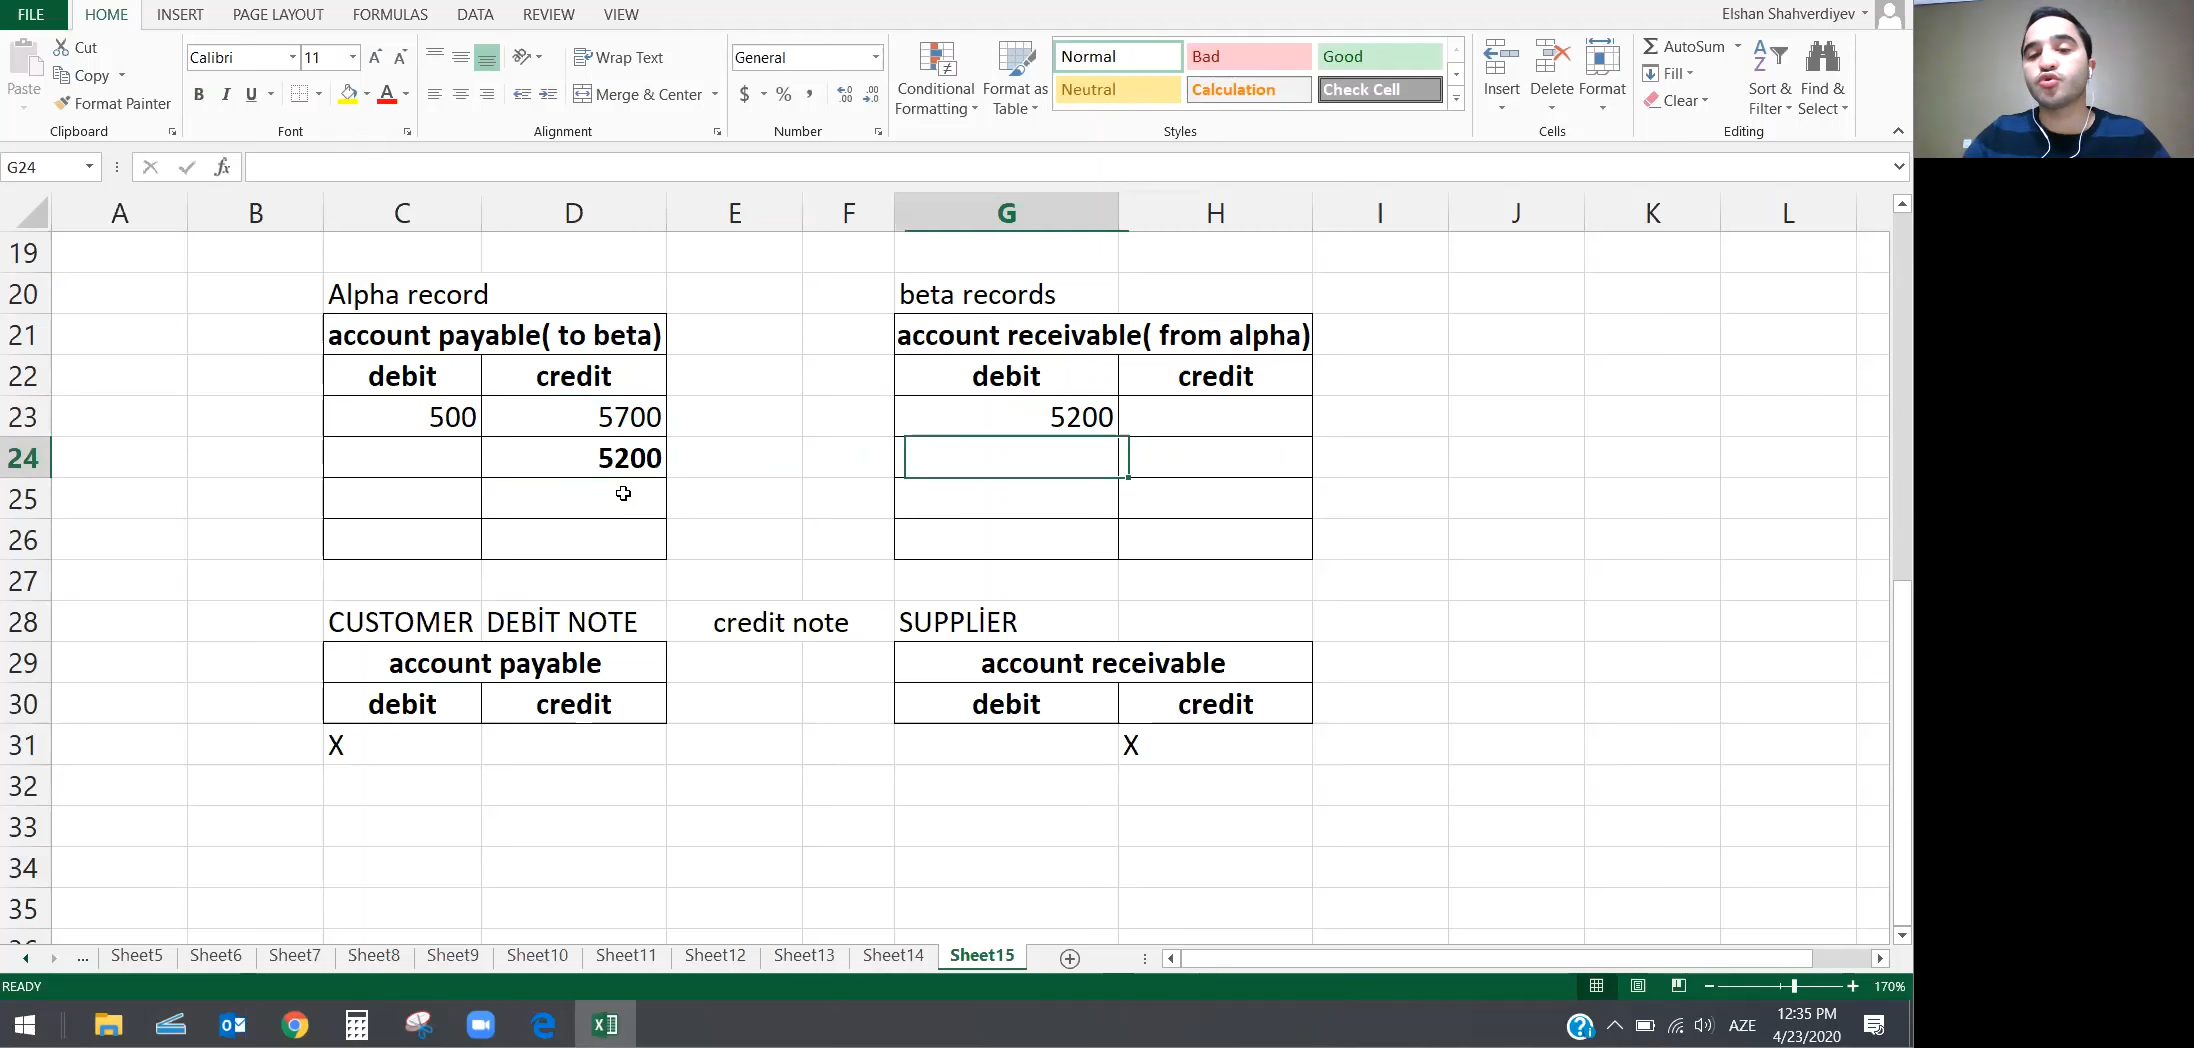 FILE HOME INSERT PAGE LAYOUT FORMULAS DATA REVIEW VIEW Elshan Shahverdiyev
Paste Cut Copy Format Painter Clipboard
Calibri 11 B I U Font
Wrap Text Merge & Center Alignment
General $ % , Number
Conditional Formatting Format as Table
Normal Bad Good
Neutral Calculation Check Cell
Styles
Insert Delete Format Cells
AutoSum Fill Clear Sort & Filter Find & Select Editing
G24 fx
A B C D E F G H I J K L
19
20 Alpha record beta records
21 account payable( to beta) account receivable( from alpha)
22 debit credit debit credit
23 500 5700 5200
24 5200
25
26
27
28 CUSTOMER DEBİT NOTE credit note SUPPLİER
29 account payable account receivable
30 debit credit debit credit
31 X X
32
33
34
35
... Sheet5 Sheet6 Sheet7 Sheet8 Sheet9 Sheet10 Sheet11 Sheet12 Sheet13 Sheet14 Sheet15
READY 170%
AZE 12:35 PM
4/23/2020